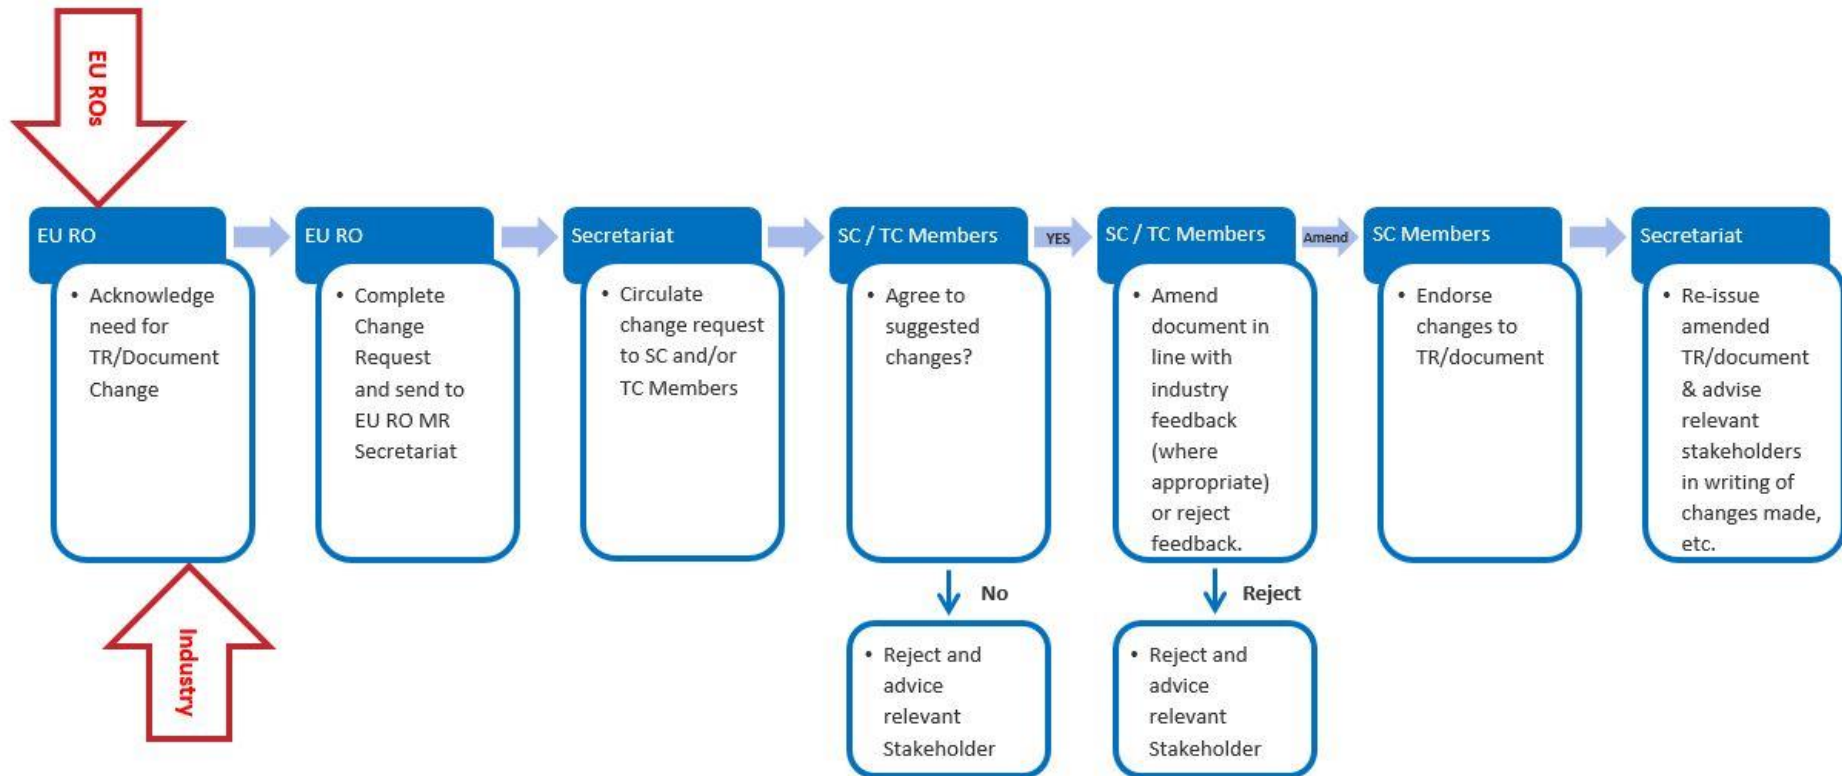 EU ROs
EU RO
• Acknowledge
need for
TR/Document
Change
Industry
EU RO
• Complete
Change
Request
and send to
EU RO MR
Secretariat
Secretariat
• Circulate
change request
to SC and/or
TC Members
SC / TC Members
• Agree to
suggested
changes?
YES
No
• Reject and
advice
relevant
Stakeholder
SC / TC Members
• Amend
document in
line with
industry
feedback
(where
appropriate)
or reject
feedback.
Amend
Reject
• Reject and
advice
relevant
Stakeholder
SC Members
• Endorse
changes to
TR/document
Secretariat
• Re-issue
amended
TR/document
& advise
relevant
stakeholders
in writing of
changes made,
etc.